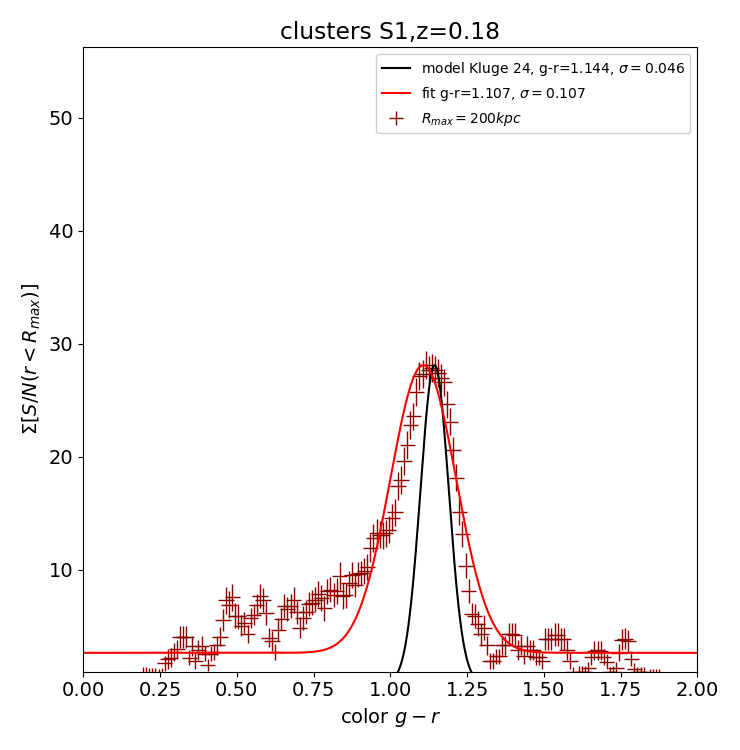 clusters S1,z=0.18
model Kluge 24, g-r=1.144, σ = 0.046
fit g-r=1.107, σ = 0.107
R_max = 200kpc
Σ[S/N(r < R_max)]
50
40
30
20
10
0.00 0.25 0.50 0.75 1.00 1.25 1.50 1.75 2.00
color g − r